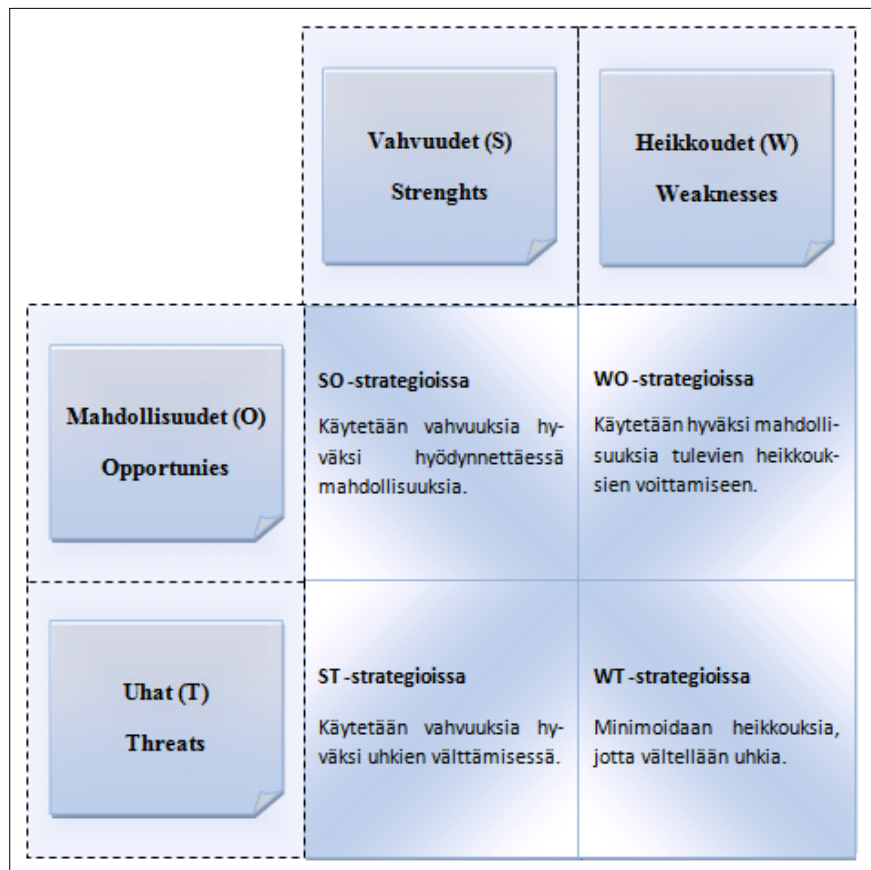 Vahvuudet (S)
Strenghts
Heikkoudet (W)
Weaknesses
Mahdollisuudet (O)
Opportunies
SO -strategioissa
Käytetään vahvuuksia hy-
väksi hyödynnettäessä
mahdollisuuksia.
WO -strategioissa
Käytetään hyväksi mahdolli-
suuksia tulevien heikkouk-
sien voittamiseen.
Uhat (T)
Threats
ST -strategioissa
Käytetään vahvuuksia hy-
väksi uhkien välttämisessä.
WT -strategioissa
Minimoidaan heikkouksia,
jotta vältellään uhkia.